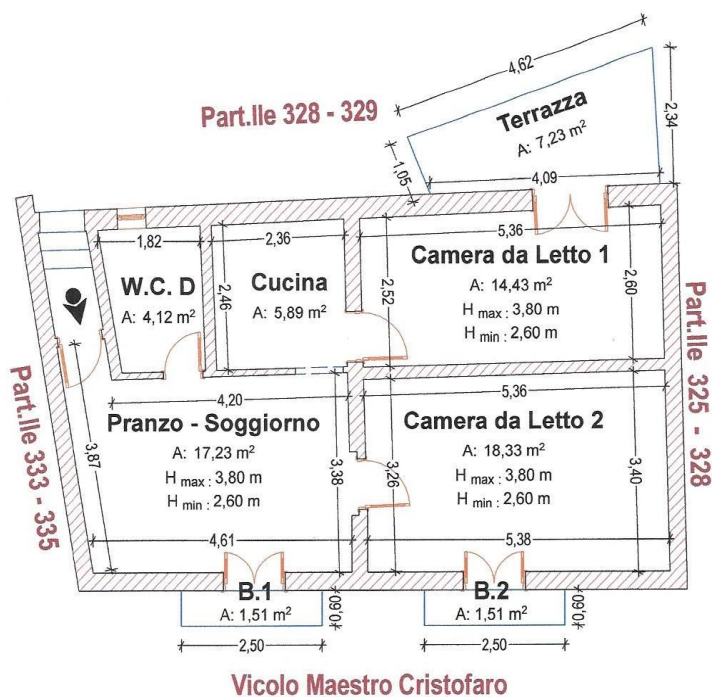 4,62
Part.lle 328 - 329
Terrazza
A: 7,23 m²
2,34
1,05
4,09
1,82
2,36
5,36
W.C. D
A: 4,12 m²
2,46
Cucina
A: 5,89 m²
2,52
Camera da Letto 1
A: 14,43 m²
H max : 3,80 m
H min : 2,60 m
2,60
Part.lle 325 - 328
Part.lle 333 - 335
3,87
4,20
Pranzo - Soggiorno
A: 17,23 m²
H max : 3,80 m
H min : 2,60 m
3,38
4,61
5,36
Camera da Letto 2
A: 18,33 m²
H max : 3,80 m
H min : 2,60 m
3,26
3,40
5,38
B.1
A: 1,51 m²
0,60
2,50
B.2
A: 1,51 m²
0,60
2,50
Vicolo Maestro Cristofaro